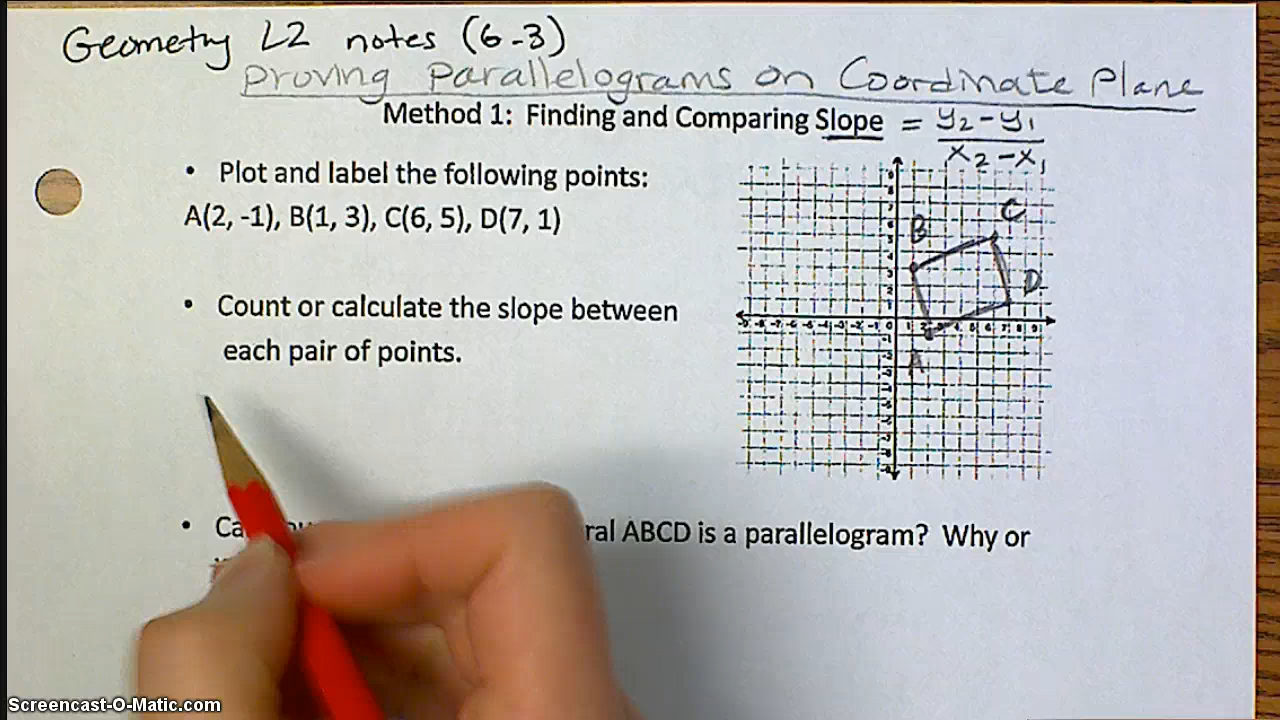 Geometry L2 notes (6-3)
Proving Parallelograms on Coordinate Plane
Method 1: Finding and Comparing Slope = y₂-y₁
x₂-x₁
• Plot and label the following points:
A(2, -1), B(1, 3), C(6, 5), D(7, 1)
• Count or calculate the slope between
each pair of points.
B
C
D
A
• ral ABCD is a parallelogram? Why or
Screencast-O-Matic.com